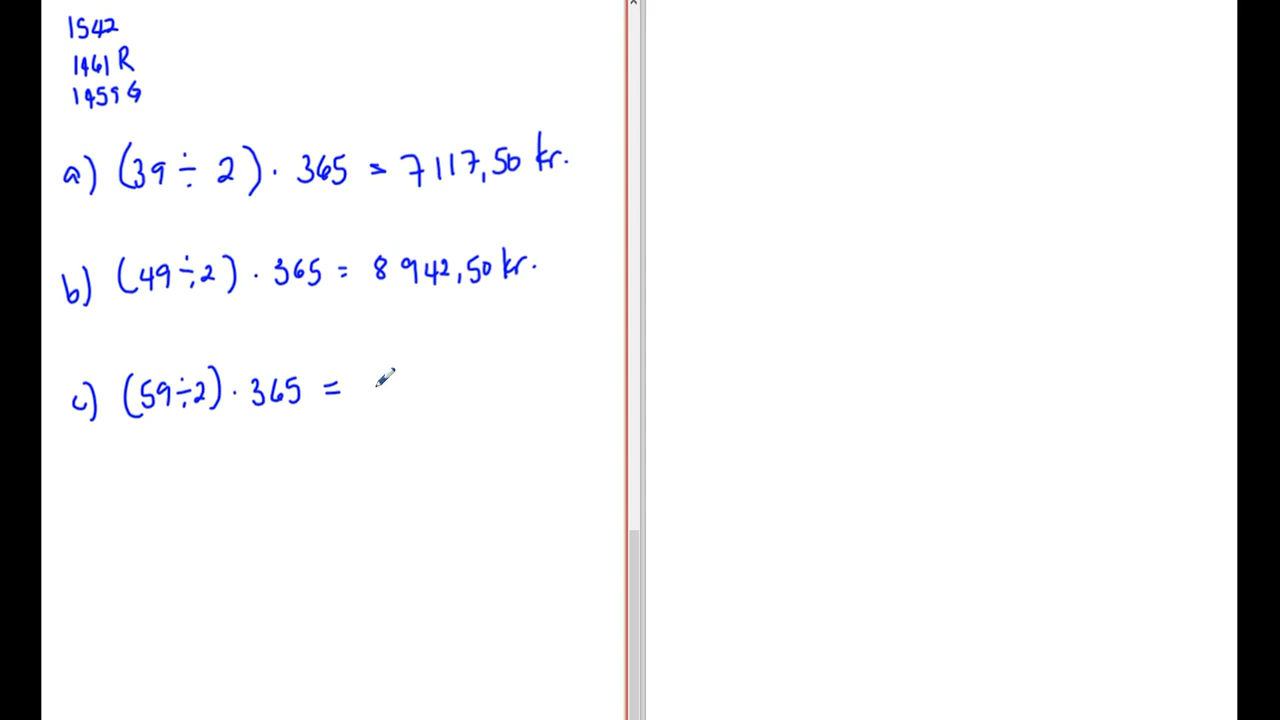 1542
1461 R
1459 G
a) (39 ÷ 2) · 365 = 7117,50 kr.
b) (49÷2) · 365 = 8 942,50 kr.
c) (59÷2) · 365 =